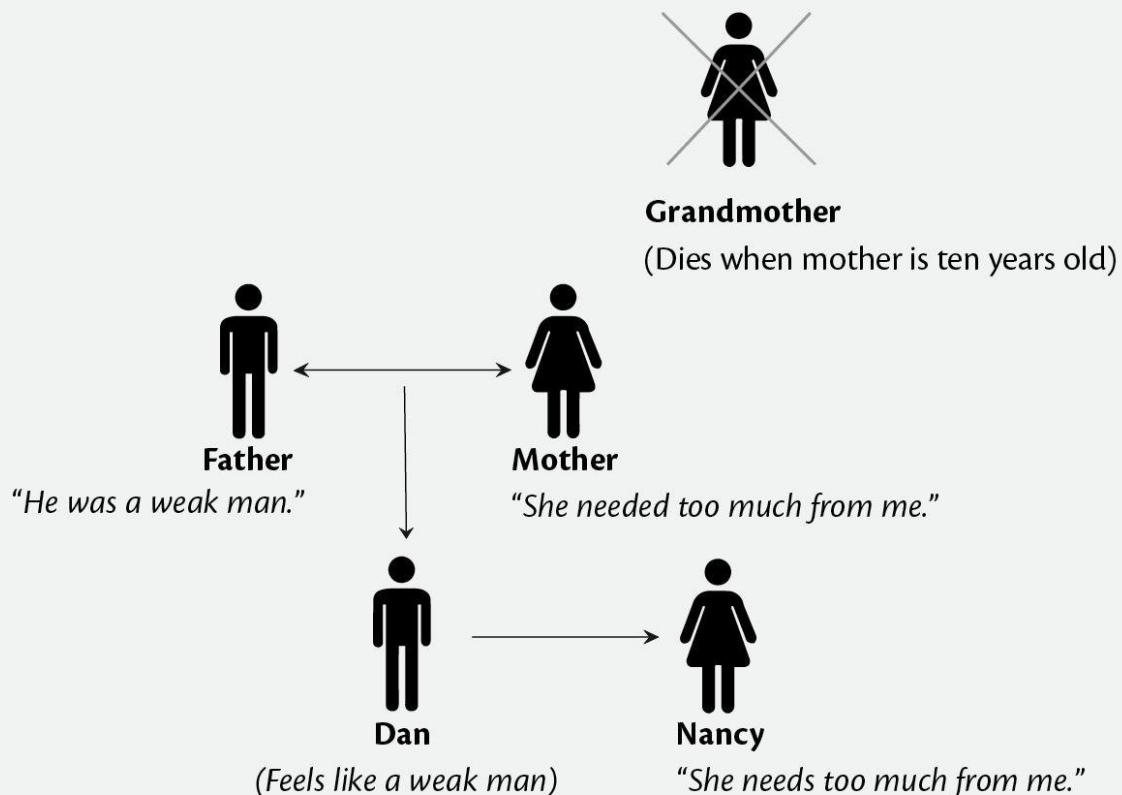 Grandmother
(Dies when mother is ten years old)
Father
“He was a weak man.”
Mother
“She needed too much from me.”
Dan
(Feels like a weak man)
Nancy
“She needs too much from me.”